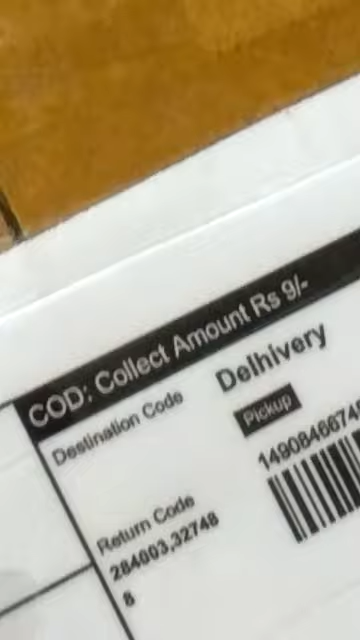 COD: Collect Amount Rs 9/-
Destination Code
Delhivery
Pickup
Return Code
284003,32748
8